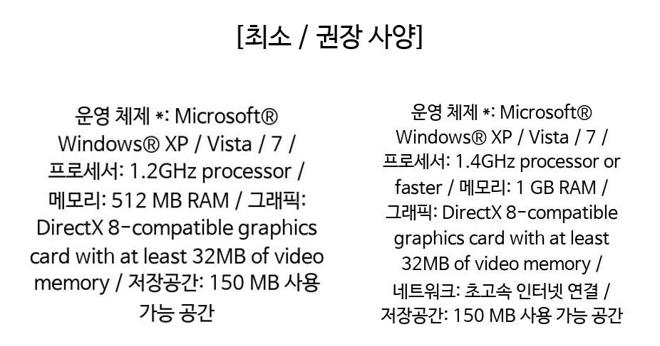 [최소 / 권장 사양]
운영 체제 *: Microsoft®
Windows® XP / Vista / 7 /
프로세서: 1.2GHz processor /
메모리: 512 MB RAM / 그래픽:
DirectX 8-compatible graphics
card with at least 32MB of video
memory / 저장공간: 150 MB 사용
가능 공간
운영 체제 *: Microsoft®
Windows® XP / Vista / 7 /
프로세서: 1.4GHz processor or
faster / 메모리: 1 GB RAM /
그래픽: DirectX 8-compatible
graphics card with at least
32MB of video memory /
네트워크: 초고속 인터넷 연결 /
저장공간: 150 MB 사용 가능 공간